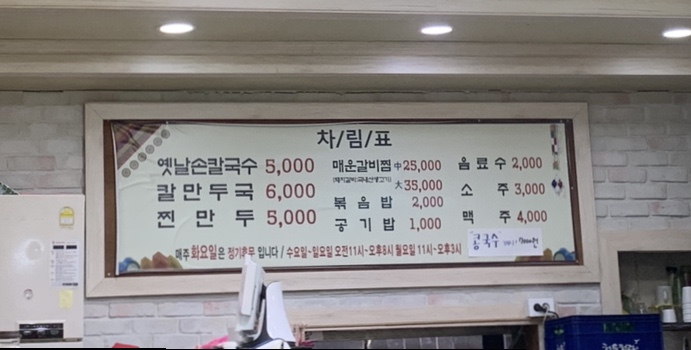 차/림/표
옛날손칼국수 5,000
칼만두국 6,000
찐만두 5,000
매운갈비찜 中 25,000
大 35,000
볶음밥 2,000
공기밥 1,000
음료수 2,000
소주 3,000
맥주 4,000
콩국수
매주 화요일은 정기휴무 입니다 / 수요일~일요일 오전11시~오후8시 월요일 11시~오후3시